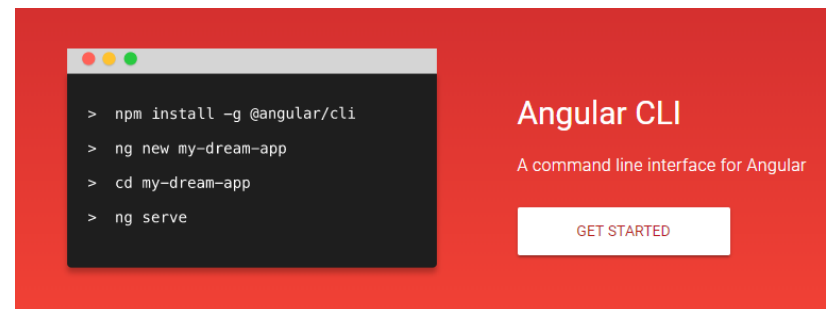 > npm install -g @angular/cli
> ng new my-dream-app
> cd my-dream-app
> ng serve
Angular CLI
A command line interface for Angular
GET STARTED